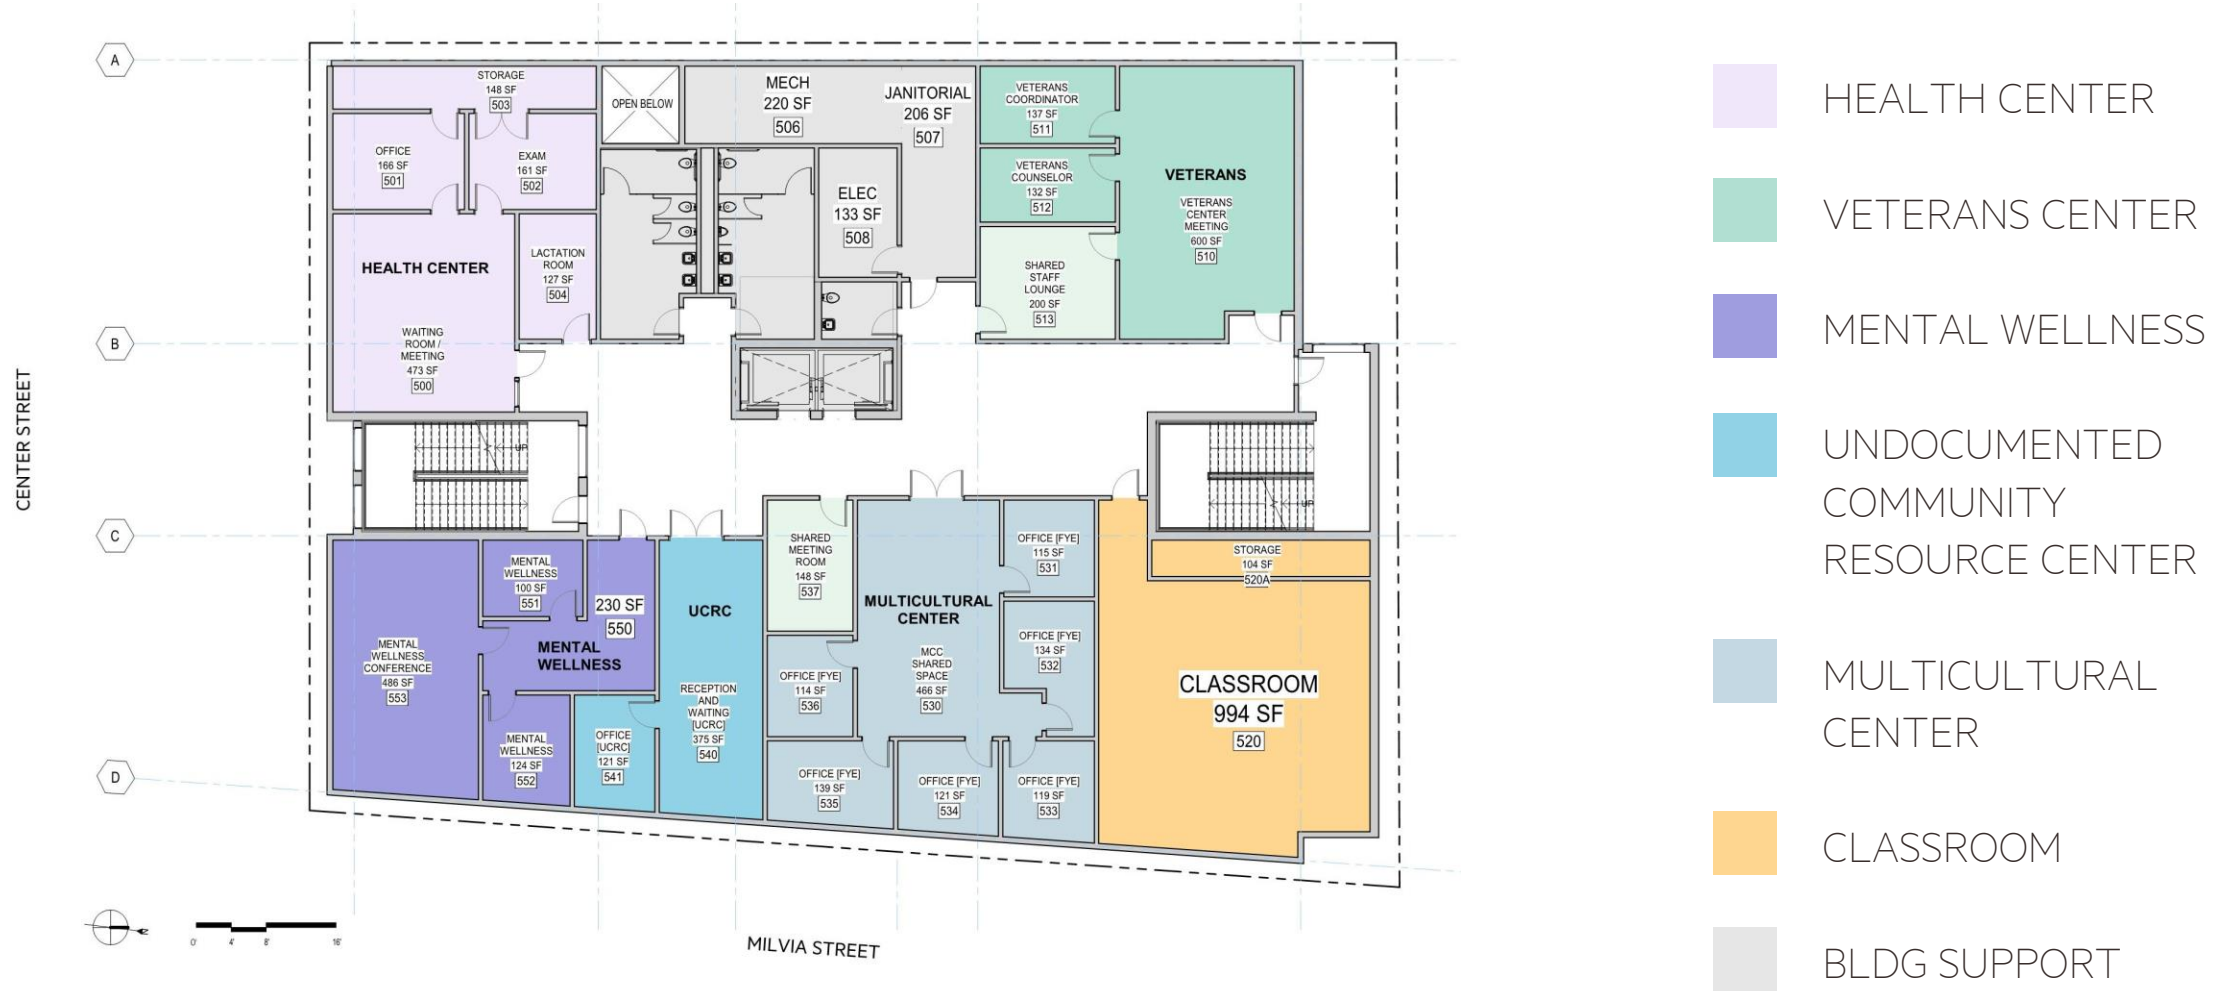 A
B
C
D
CENTER STREET
MILVIA STREET
STORAGE
148 SF
503
OFFICE
166 SF
501
EXAM
161 SF
502
HEALTH CENTER
WAITING
ROOM /
MEETING
473 SF
500
LACTATION
ROOM
127 SF
504
OPEN BELOW
MECH
220 SF
506
JANITORIAL
206 SF
507
ELEC
133 SF
508
VETERANS
COORDINATOR
137 SF
511
VETERANS
COUNSELOR
132 SF
512
SHARED
STAFF
LOUNGE
200 SF
513
VETERANS
VETERANS
CENTER
MEETING
600 SF
510
UP
UP
MENTAL
WELLNESS
CONFERENCE
486 SF
553
MENTAL
WELLNESS
100 SF
551
230 SF
550
MENTAL
WELLNESS
MENTAL
WELLNESS
124 SF
552
OFFICE
[UCRC]
121 SF
541
UCRC
RECEPTION
AND
WAITING
[UCRC]
375 SF
540
SHARED
MEETING
ROOM
148 SF
537
OFFICE [FYE]
114 SF
536
OFFICE [FYE]
139 SF
535
MULTICULTURAL
CENTER
MCC
SHARED
SPACE
466 SF
530
OFFICE [FYE]
121 SF
534
OFFICE [FYE]
115 SF
531
OFFICE [FYE]
134 SF
532
OFFICE [FYE]
119 SF
533
STORAGE
104 SF
520A
CLASSROOM
994 SF
520
0' 4' 8' 16'
HEALTH CENTER
VETERANS CENTER
MENTAL WELLNESS
UNDOCUMENTED
COMMUNITY
RESOURCE CENTER
MULTICULTURAL
CENTER
CLASSROOM
BLDG SUPPORT